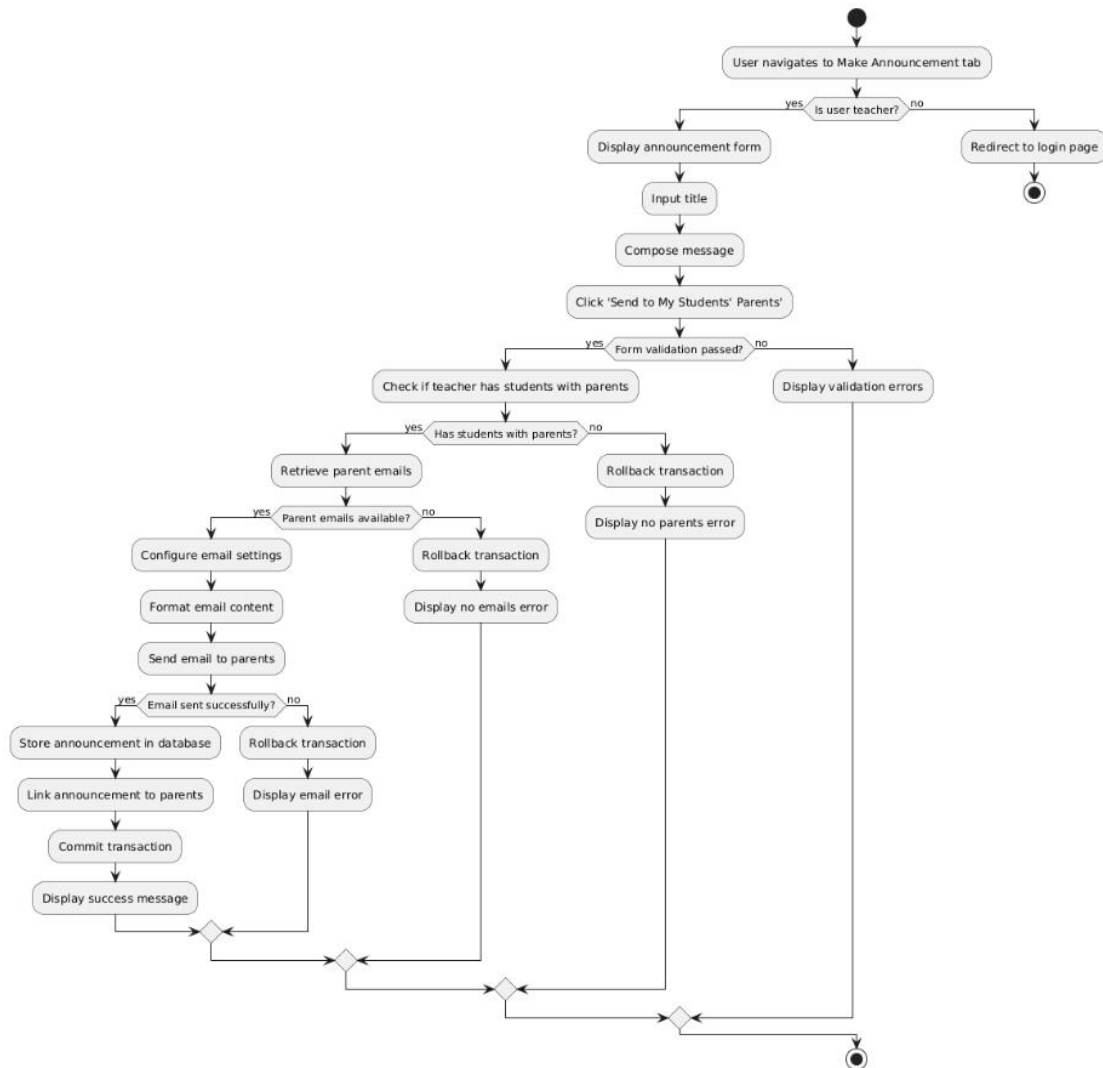 User navigates to Make Announcement tab
yes
Is user teacher?
no
Display announcement form
Redirect to login page
Input title
Compose message
Click 'Send to My Students' Parents'
yes
Form validation passed?
no
Check if teacher has students with parents
Display validation errors
yes
Has students with parents?
no
Retrieve parent emails
Rollback transaction
yes
Parent emails available?
no
Display no parents error
Configure email settings
Rollback transaction
Format email content
Display no emails error
Send email to parents
yes
Email sent successfully?
no
Store announcement in database
Rollback transaction
Link announcement to parents
Display email error
Commit transaction
Display success message